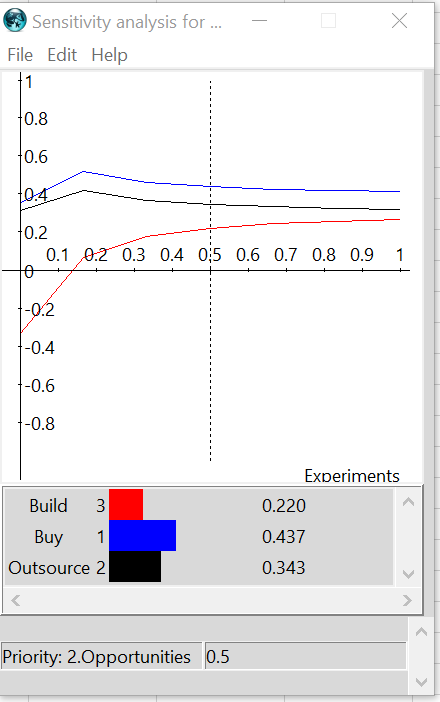 Sensitivity analysis for ...
File Edit Help
1
0.8
0.6
0.4
0.2
0 0.1 0.2 0.3 0.4 0.5 0.6 0.7 0.8 0.9 1
-0.2
-0.4
-0.6
-0.8
Experiments
Build 3 0.220
Buy 1 0.437
Outsource 2 0.343
Priority: 2.Opportunities 0.5